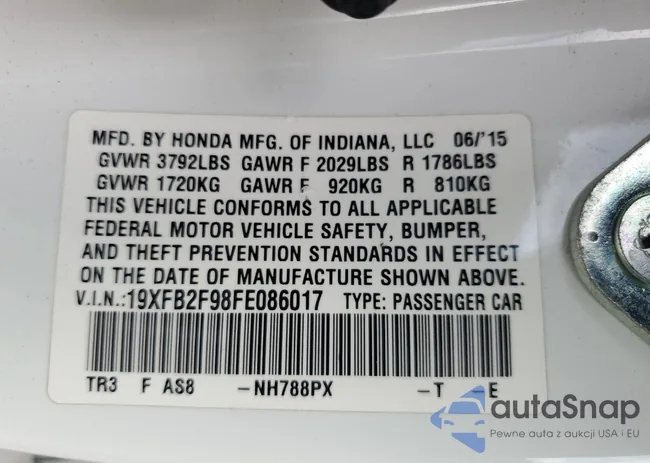 MFD. BY HONDA MFG. OF INDIANA, LLC 06/'15
GVWR 3792LBS GAWR F 2029LBS R 1786LBS
GVWR 1720KG GAWR F 920KG R 810KG
THIS VEHICLE CONFORMS TO ALL APPLICABLE
FEDERAL MOTOR VEHICLE SAFETY, BUMPER,
AND THEFT PREVENTION STANDARDS IN EFFECT
ON THE DATE OF MANUFACTURE SHOWN ABOVE.
V.I.N.:19XFB2F98FE086017 TYPE: PASSENGER CAR
TR3 F AS8 -NH788PX -T -E
autaSnap
Pewne auta z aukcji USA i EU